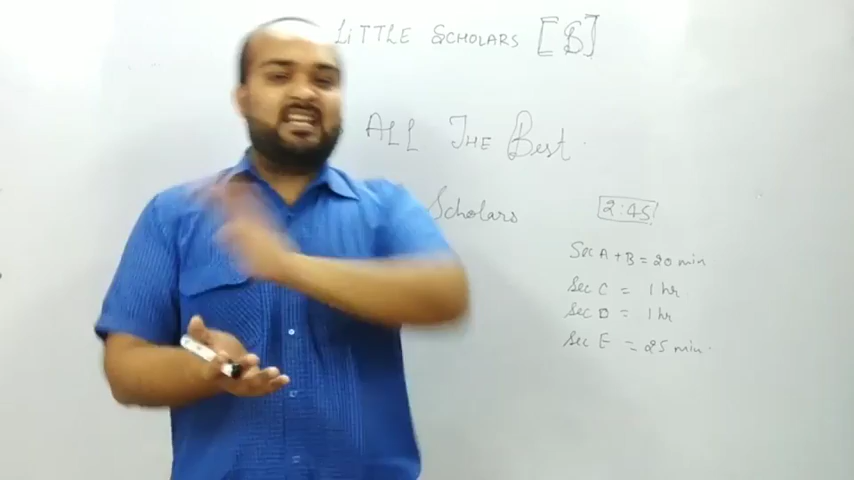 LITTLE SCHOLARS [B]
ALL THE BEST.
Scholars
2:45
Sec A + B = 20 min
Sec C = 1 hr
Sec D = 1 hr
Sec E = 25 min.